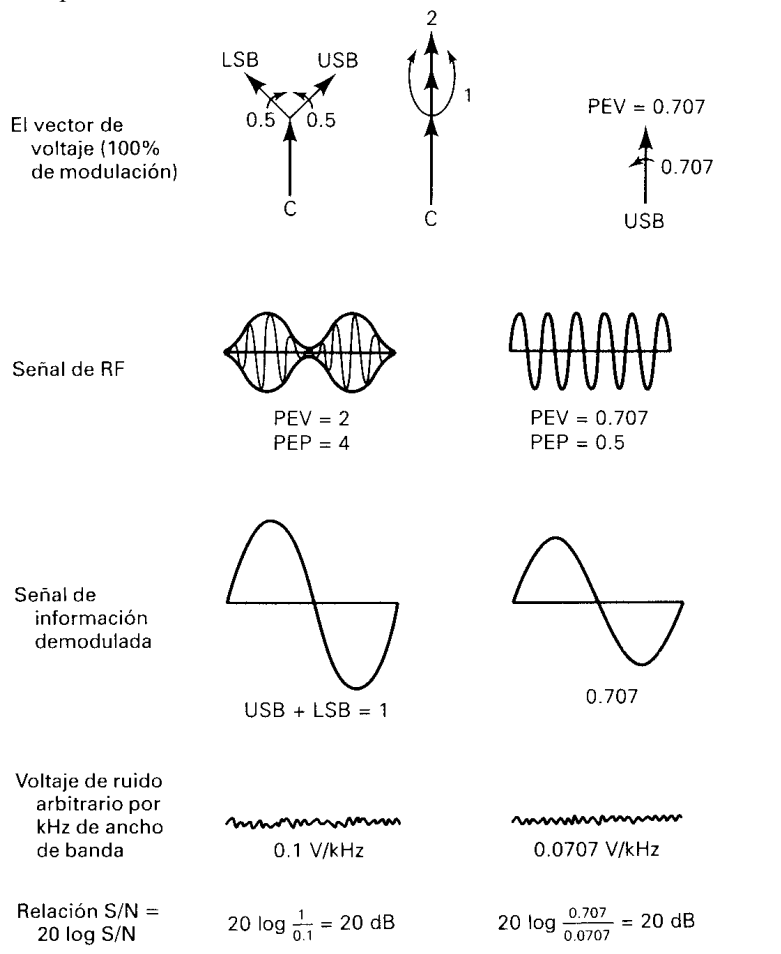 2
LSB USB
0.5 0.5
1
C
C
El vector de
voltaje (100%
de modulación)
PEV = 0.707
0.707
USB
Señal de RF
PEV = 2
PEP = 4
PEV = 0.707
PEP = 0.5
Señal de
información
demodulada
USB + LSB = 1
0.707
Voltaje de ruido
arbitrario por
kHz de ancho
de banda
0.1 V/kHz
0.0707 V/kHz
Relación S/N =
20 log S/N
20 log 1/0.1 = 20 dB
20 log 0.707/0.0707 = 20 dB